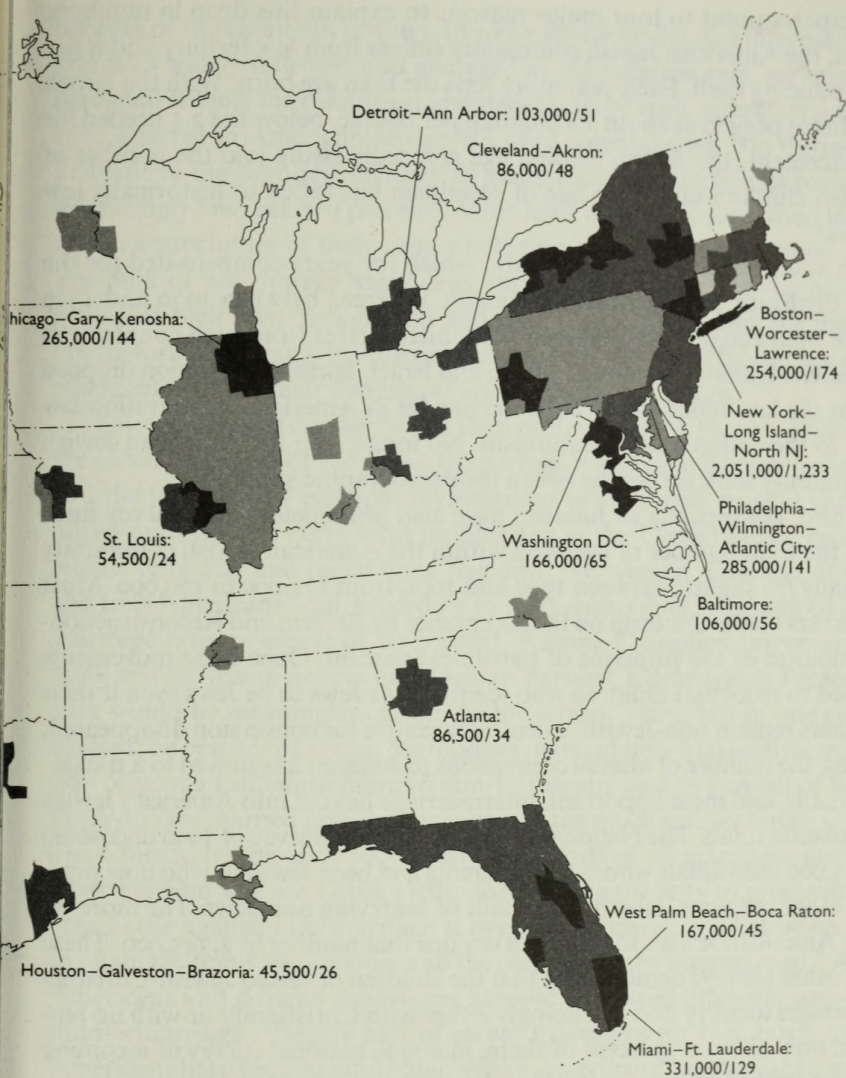 Detroit–Ann Arbor: 103,000/51
Cleveland–Akron:
86,000/48
hicago–Gary–Kenosha:
265,000/144
Boston–
Worcester–
Lawrence:
254,000/174
New York–
Long Island–
North NJ:
2,051,000/1,233
Philadelphia–
Wilmington–
Atlantic City:
285,000/141
St. Louis:
54,500/24
Washington DC:
166,000/65
Baltimore:
106,000/56
Atlanta:
86,500/34
West Palm Beach–Boca Raton:
167,000/45
Houston–Galveston–Brazoria: 45,500/26
Miami–Ft. Lauderdale:
331,000/129